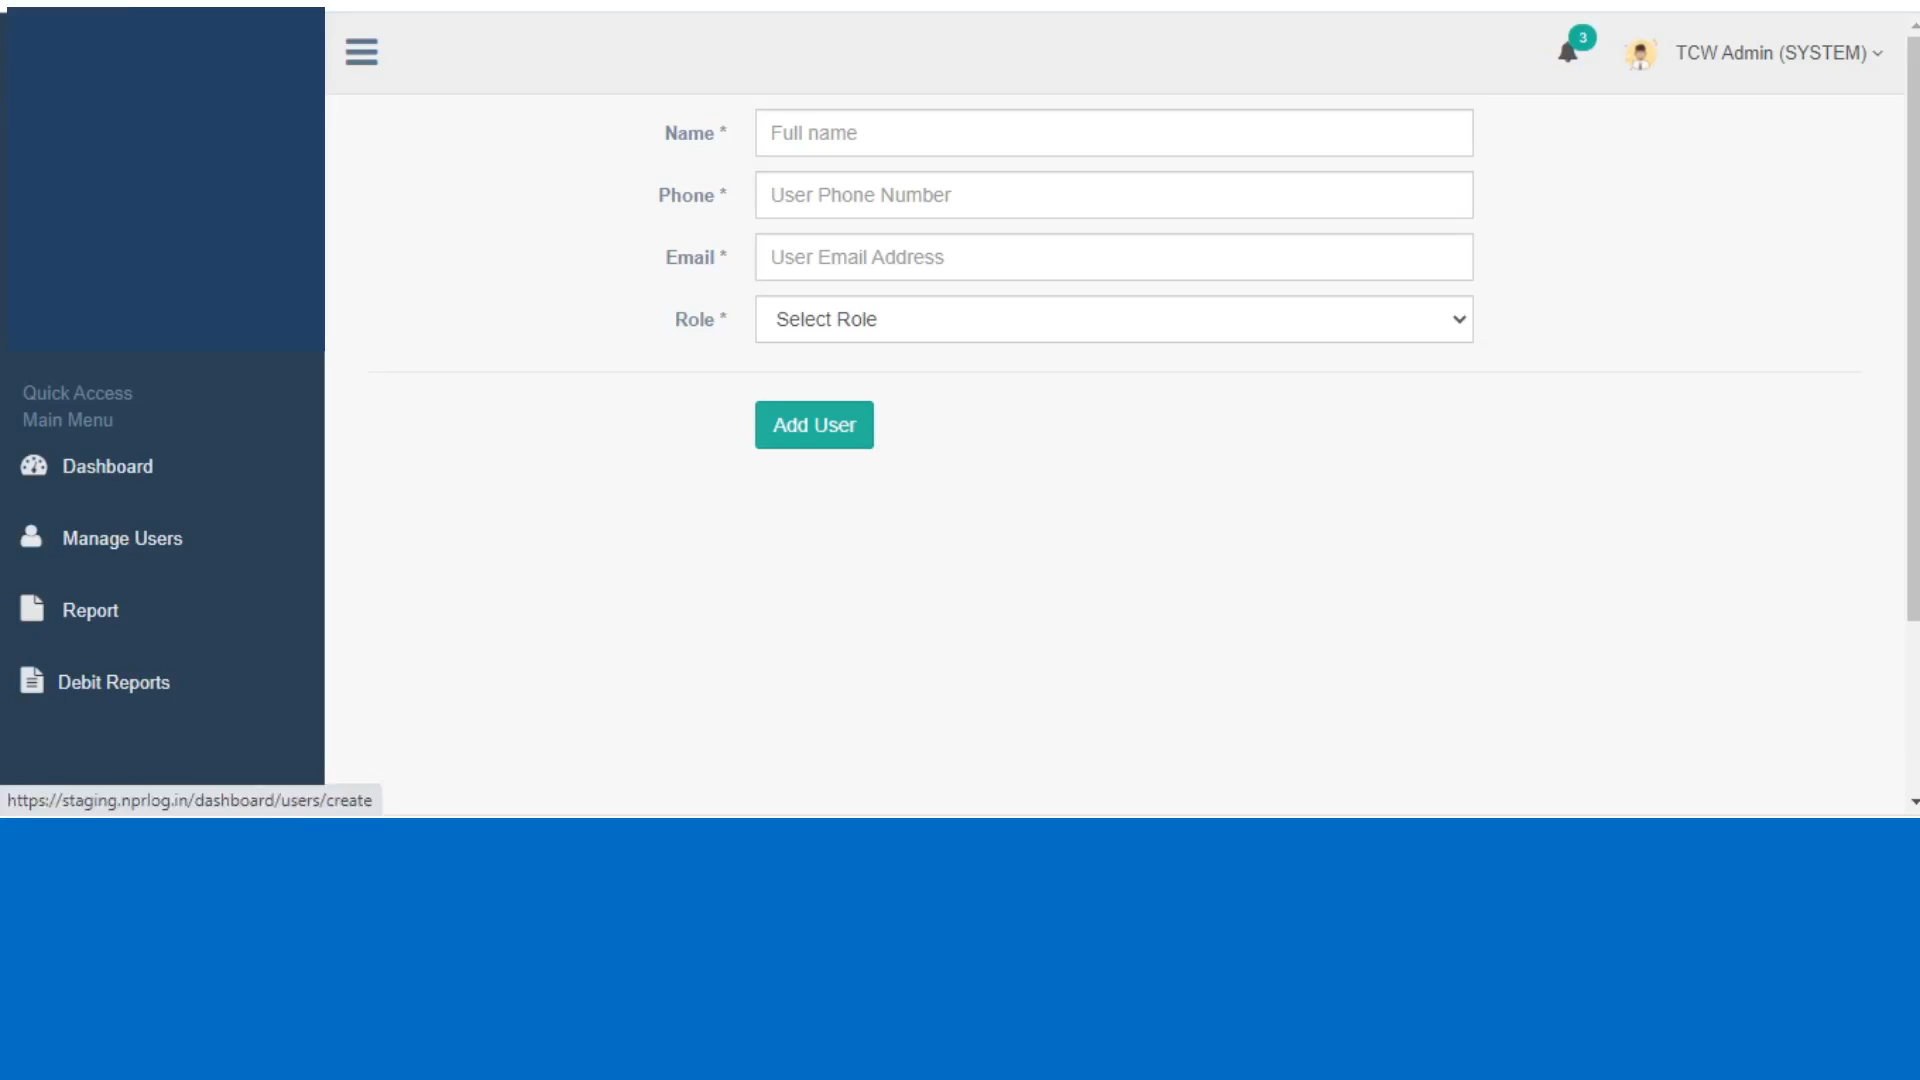 3
TCW Admin (SYSTEM)
Name *
Full name
Phone *
User Phone Number
Email *
User Email Address
Role *
Select Role
Add User
Quick Access
Main Menu
Dashboard
Manage Users
Report
Debit Reports
https://staging.nprlog.in/dashboard/users/create